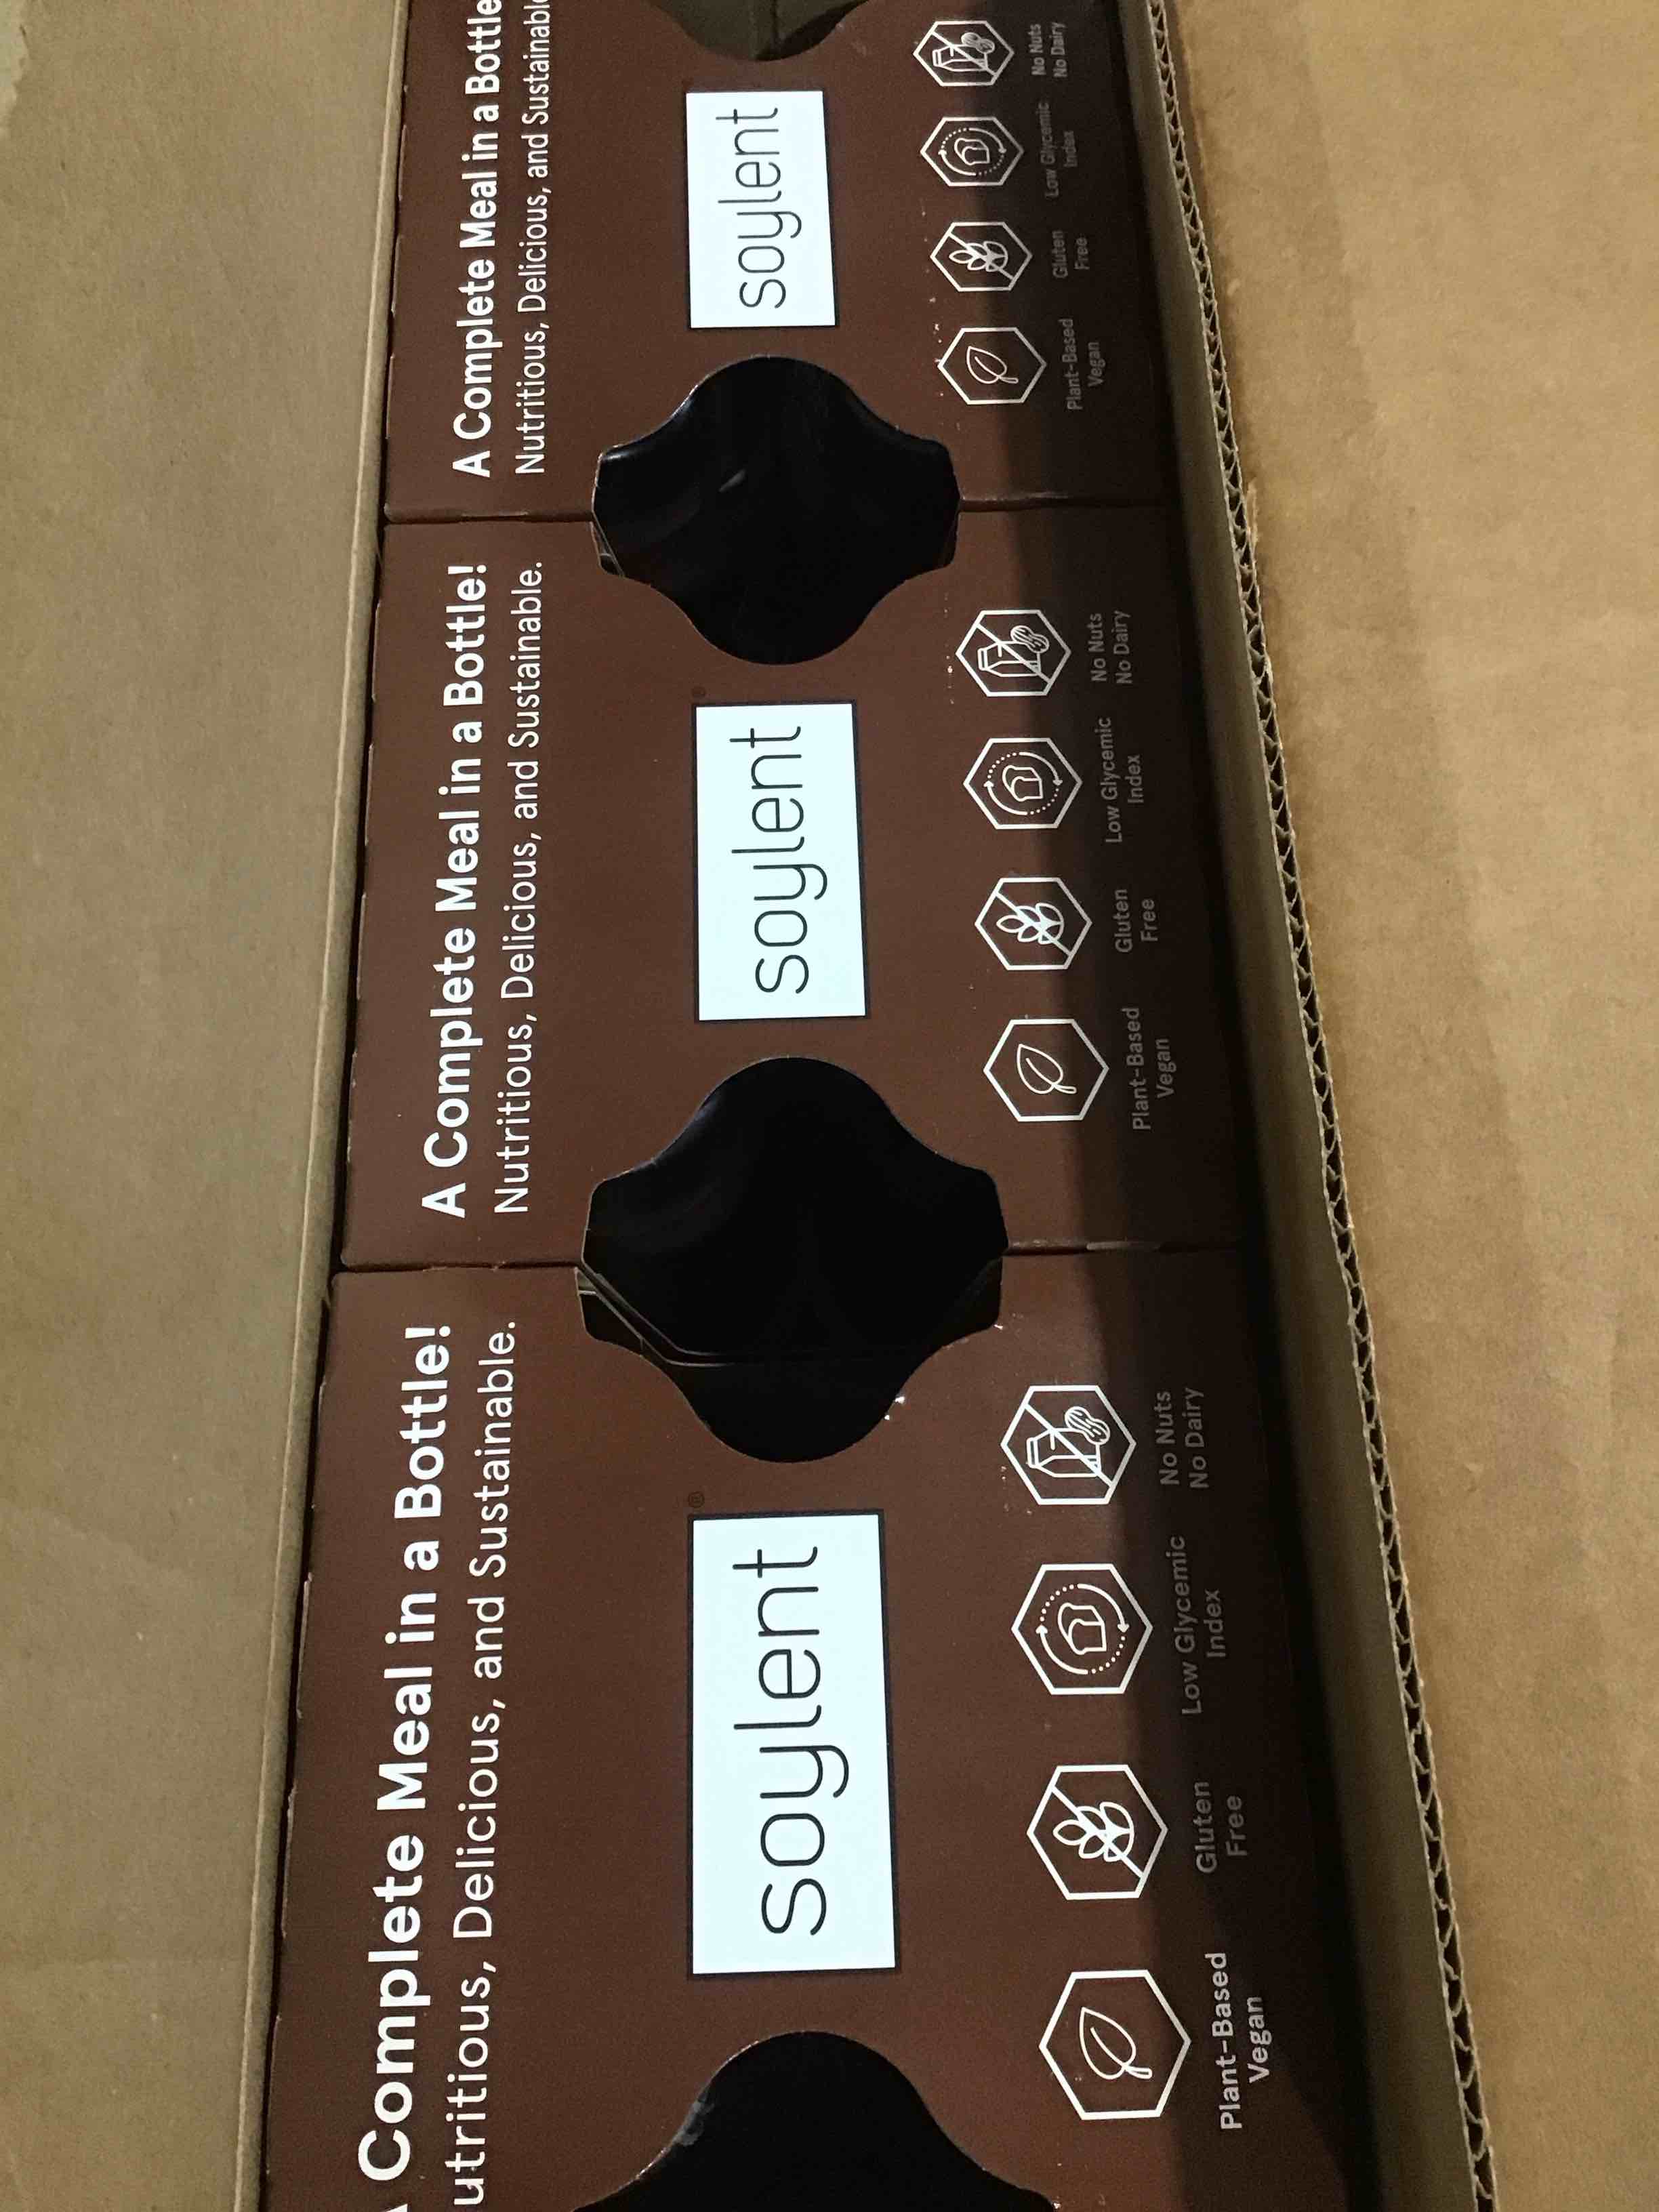 Complete Meal in a Bottle!
utritious, Delicious, and Sustainable.
soylent
®
Plant-Based
Vegan
Gluten
Free
Low Glycemic
Index
No Nuts
No Dairy
A Complete Meal in a Bottle!
Nutritious, Delicious, and Sustainable.
soylent
®
Plant-Based
Vegan
Gluten
Free
Low Glycemic
Index
No Nuts
No Dairy
A Complete Meal in a Bottle
Nutritious, Delicious, and Sustainable
soylent
Plant-Based
Vegan
Gluten
Free
Low Glycemic
Index
No Nuts
No Dairy